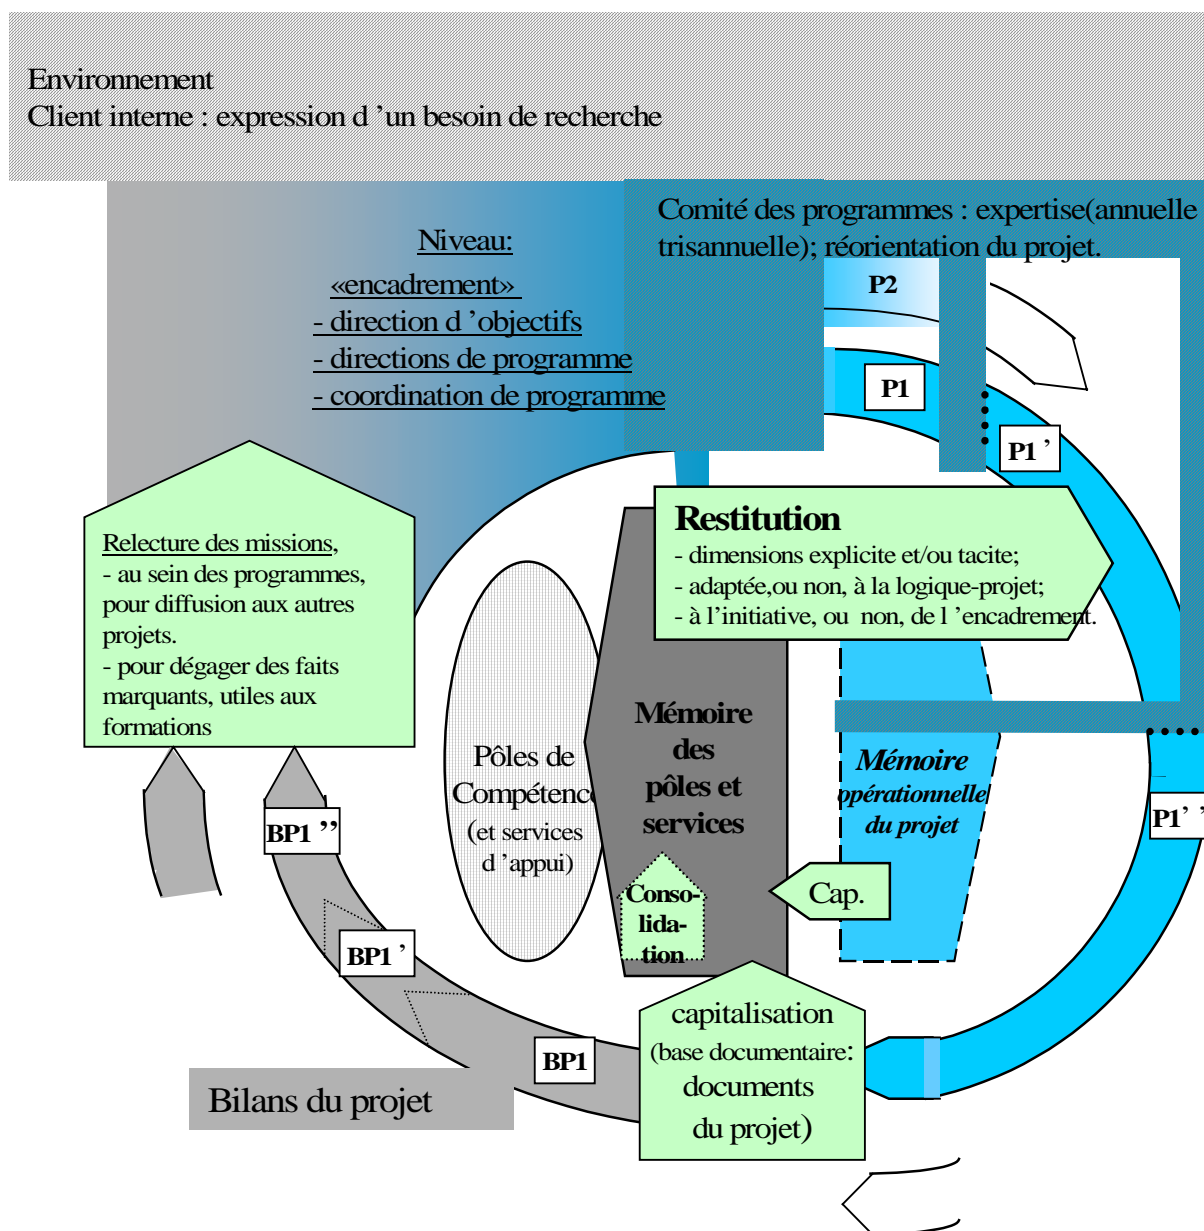 Environnement
Client interne : expression d ’un besoin de recherche
Comité des programmes : expertise(annuelle
trisannuelle); réorientation du projet.
Niveau:
«encadrement»
- direction d ’objectifs
- directions de programme
- coordination de programme
P2
P1
P1 ’
Restitution
- dimensions explicite et/ou tacite;
- adaptée,ou non, à la logique-projet;
- à l’initiative, ou  non, de l ’encadrement.
Relecture des missions,
- au sein des programmes,
pour diffusion aux autres
projets.
- pour dégager des faits
marquants, utiles aux
formations
Pôles de
Compétence
(et services
d ’appui)
Mémoire
des
pôles et
services
Mémoire
opérationnelle
du projet
P1’ ’
BP1 ”
Conso-
lida-
tion
Cap.
BP1 ’
BP1
capitalisation
(base documentaire:
documents
du projet)
Bilans du projet